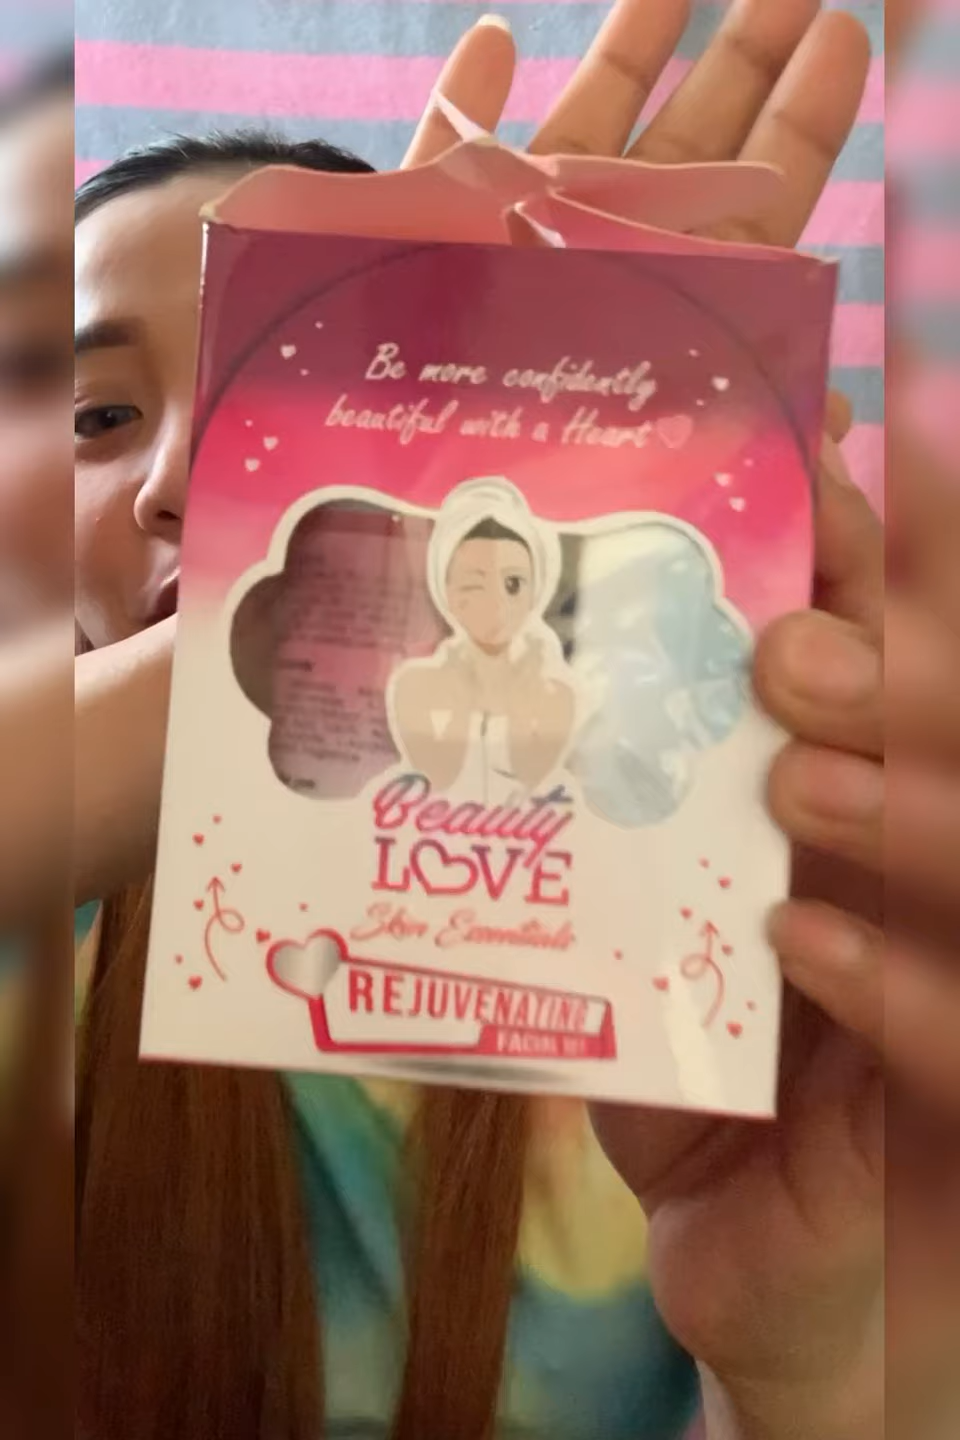 Be more confidently
beautiful with a Heart
Beauty
LOVE
Skin Essentials
REJUVENATING
FACIAL SET